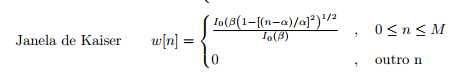 Janela de Kaiser w[n] = { I₀(β(1−[(n−α)/α]²)^{1/2} / I₀(β) , 0 ≤ n ≤ M
0 , outro n